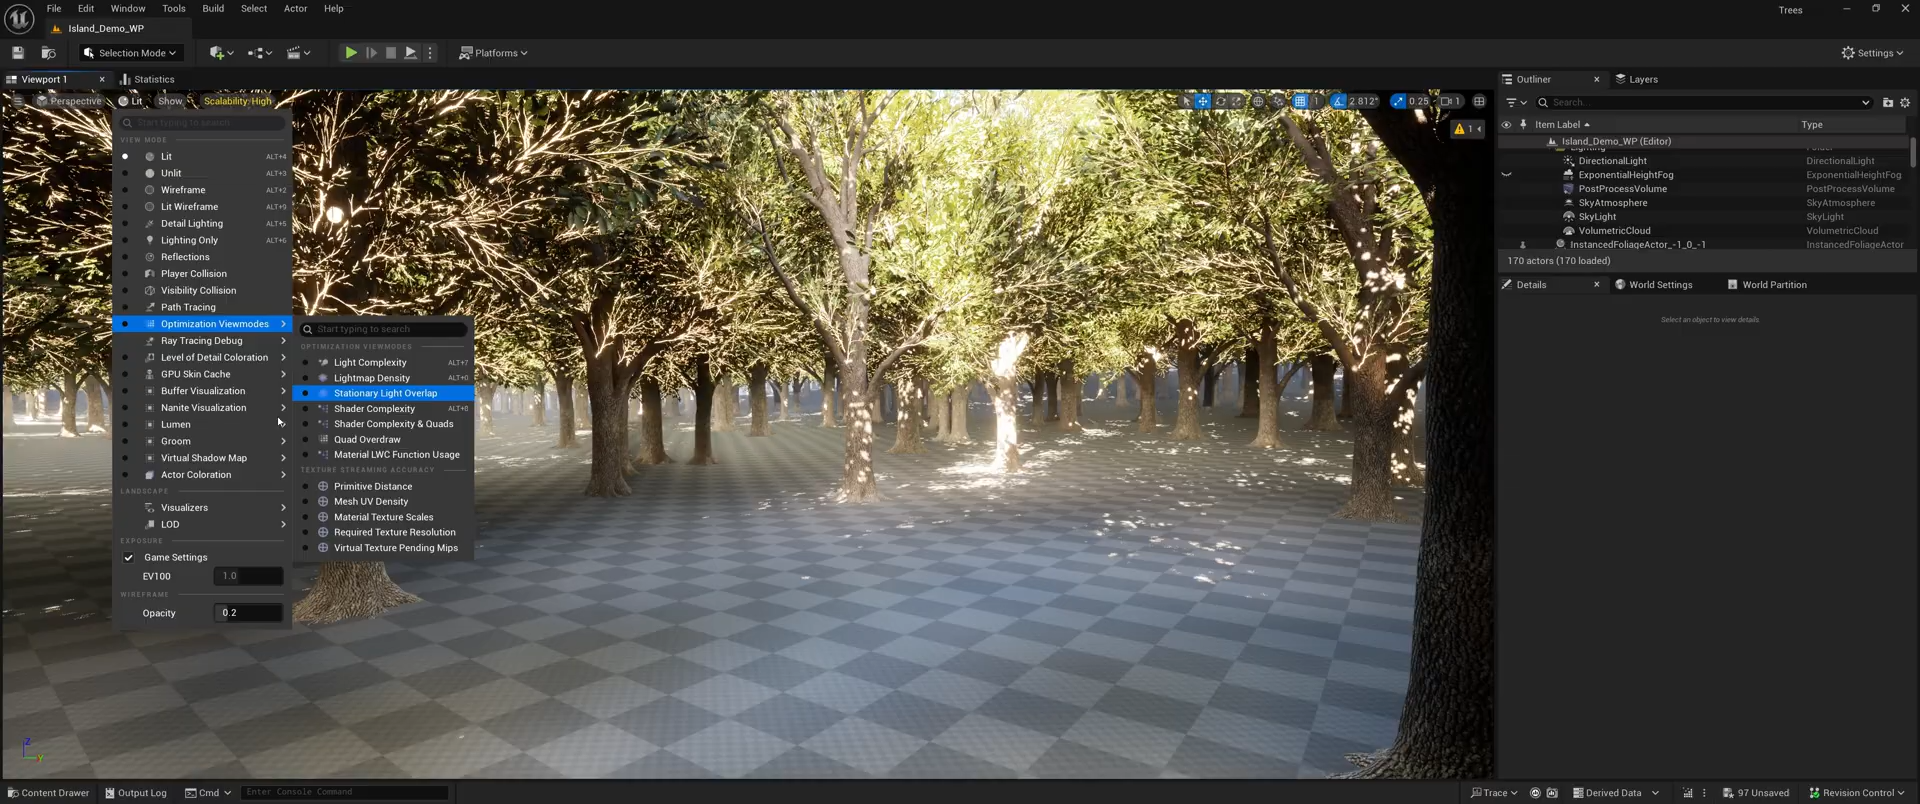 File Edit Window Tools Build Select Actor Help
Trees
Island_Demo_WP
Selection Mode
Platforms
Settings
Viewport 1
Statistics
Outliner
Layers
Perspective Lit Show Scalability: High
1 2.812° 0.25 1
Search...
Start typing to search
1
Item Label Type
VIEW MODE
Island_Demo_WP (Editor)
Lighting Folder
Lit ALT+4
DirectionalLight DirectionalLight
Unlit ALT+3
ExponentialHeightFog ExponentialHeightFog
Wireframe ALT+2
PostProcessVolume PostProcessVolume
Lit Wireframe ALT+9
SkyAtmosphere SkyAtmosphere
Detail Lighting ALT+5
SkyLight SkyLight
Lighting Only ALT+6
VolumetricCloud VolumetricCloud
Reflections
InstancedFoliageActor_-1_0_-1 InstancedFoliageActor
Player Collision
170 actors (170 loaded)
Visibility Collision
Details World Settings World Partition
Path Tracing
Select an object to view details.
Optimization Viewmodes
Start typing to search
Ray Tracing Debug
OPTIMIZATION VIEWMODES
Level of Detail Coloration
Light Complexity ALT+7
GPU Skin Cache
Lightmap Density ALT+0
Buffer Visualization
Stationary Light Overlap
Nanite Visualization
Shader Complexity ALT+8
Lumen
Shader Complexity & Quads
Groom
Quad Overdraw
Virtual Shadow Map
Material LWC Function Usage
Actor Coloration
TEXTURE STREAMING ACCURACY
LANDSCAPE
Primitive Distance
Visualizers
Mesh UV Density
LOD
Material Texture Scales
EXPOSURE
Required Texture Resolution
Game Settings
Virtual Texture Pending Mips
EV100 1.0
WIREFRAME
Opacity 0.2
Z
Y
Content Drawer Output Log Cmd Enter Console Command
Trace Derived Data 97 Unsaved Revision Control